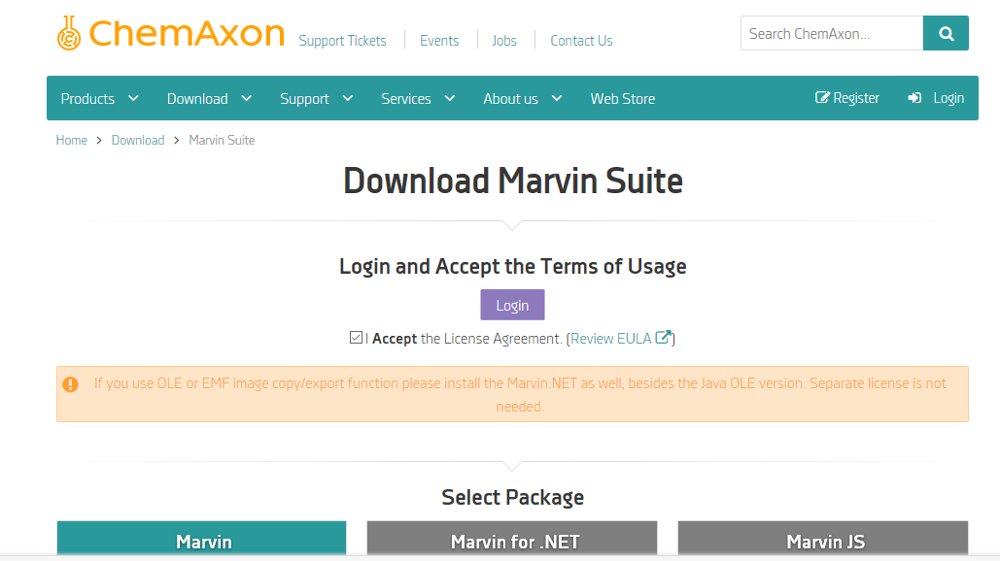 ChemAxon Support Tickets Events Jobs Contact Us Search ChemAxon...
Products Download Support Services About us Web Store Register Login
Home > Download > Marvin Suite
Download Marvin Suite
Login and Accept the Terms of Usage
Login
I Accept the License Agreement. (Review EULA )
If you use OLE or EMF image copy/export function please install the Marvin.NET as well, besides the Java OLE version. Separate license is not
needed.
Select Package
Marvin Marvin for .NET Marvin JS